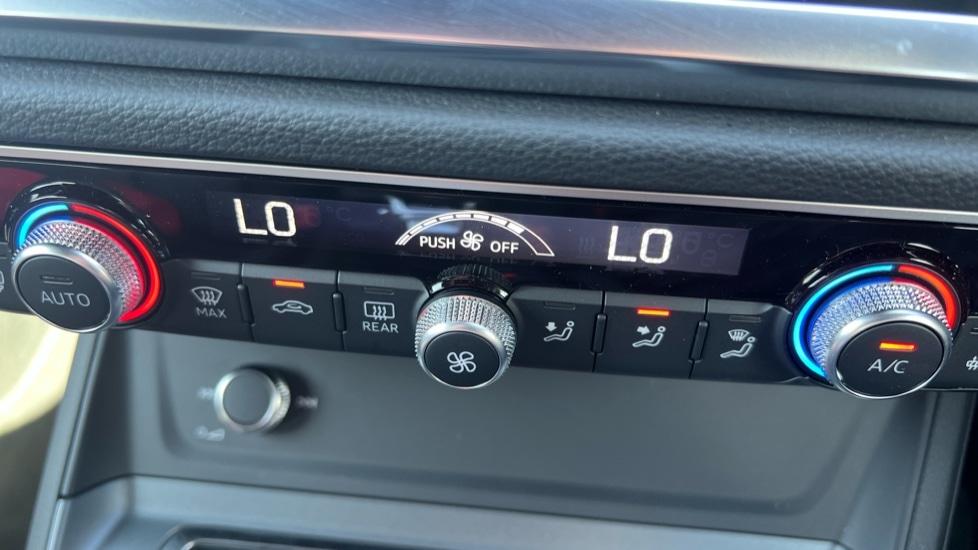 LO
PUSH OFF
LO
AUTO
MAX
REAR
A/C